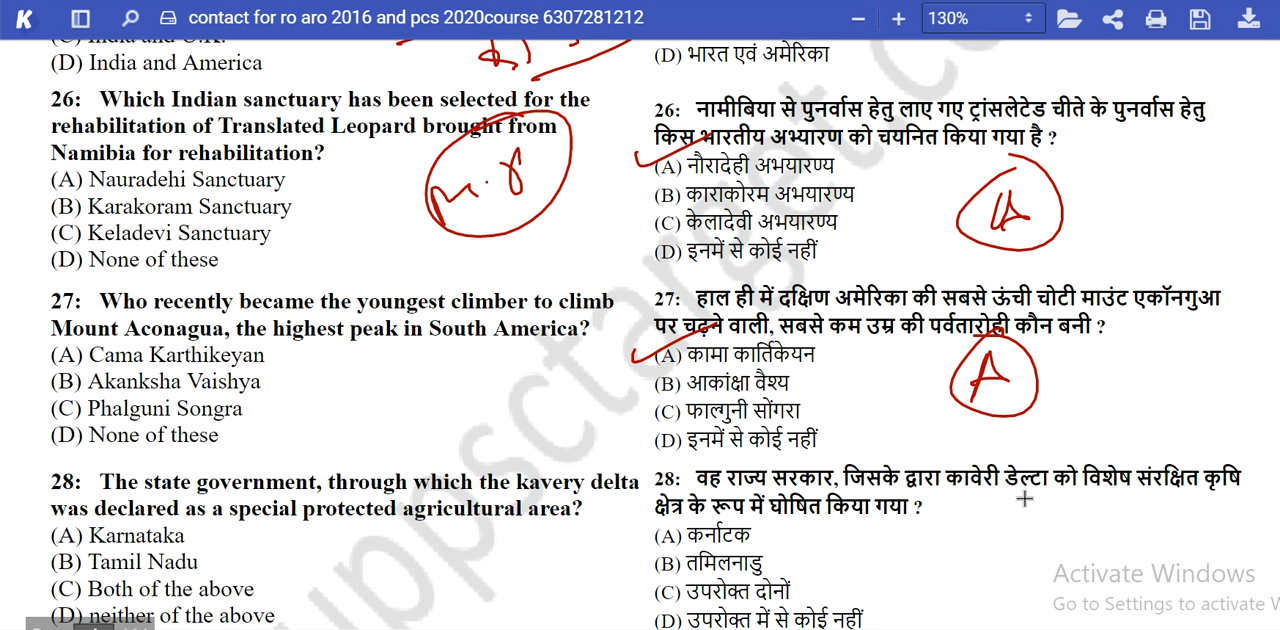 contact for ro aro 2016 and pcs 2020course 6307281212
130%
(C) India and U.K.
(D) India and America
26: Which Indian sanctuary has been selected for the
rehabilitation of Translated Leopard brought from
Namibia for rehabilitation?
(A) Nauradehi Sanctuary
(B) Karakoram Sanctuary
(C) Keladevi Sanctuary
(D) None of these
27: Who recently became the youngest climber to climb
Mount Aconagua, the highest peak in South America?
(A) Cama Karthikeyan
(B) Akanksha Vaishya
(C) Phalguni Songra
(D) None of these
28: The state government, through which the kavery delta
was declared as a special protected agricultural area?
(A) Karnataka
(B) Tamil Nadu
(C) Both of the above
(D) neither of the above
(D) भारत एवं अमेरिका
26: नामीबिया से पुनर्वास हेतु लाए गए ट्रांसलेटेड चीते के पुनर्वास हेतु
किस भारतीय अभ्यारण को चयनित किया गया है ?
(A) नौरादेही अभयारण्य
(B) काराकोरम अभयारण्य
(C) केलादेवी अभयारण्य
(D) इनमें से कोई नहीं
27: हाल ही में दक्षिण अमेरिका की सबसे ऊंची चोटी माउंट एकॉनगुआ
पर चढ़ने वाली, सबसे कम उम्र की पर्वतारोही कौन बनी ?
(A) कामा कार्तिकेयन
(B) आकांक्षा वैश्य
(C) फाल्गुनी सोंगरा
(D) इनमें से कोई नहीं
28: वह राज्य सरकार, जिसके द्वारा कावेरी डेल्टा को विशेष संरक्षित कृषि
क्षेत्र के रूप में घोषित किया गया ?
(A) कर्नाटक
(B) तमिलनाडु
(C) उपरोक्त दोनों
(D) उपरोक्त में से कोई नहीं
A
A
uppsctarget.co
Activate Windows
Go to Settings to activate W